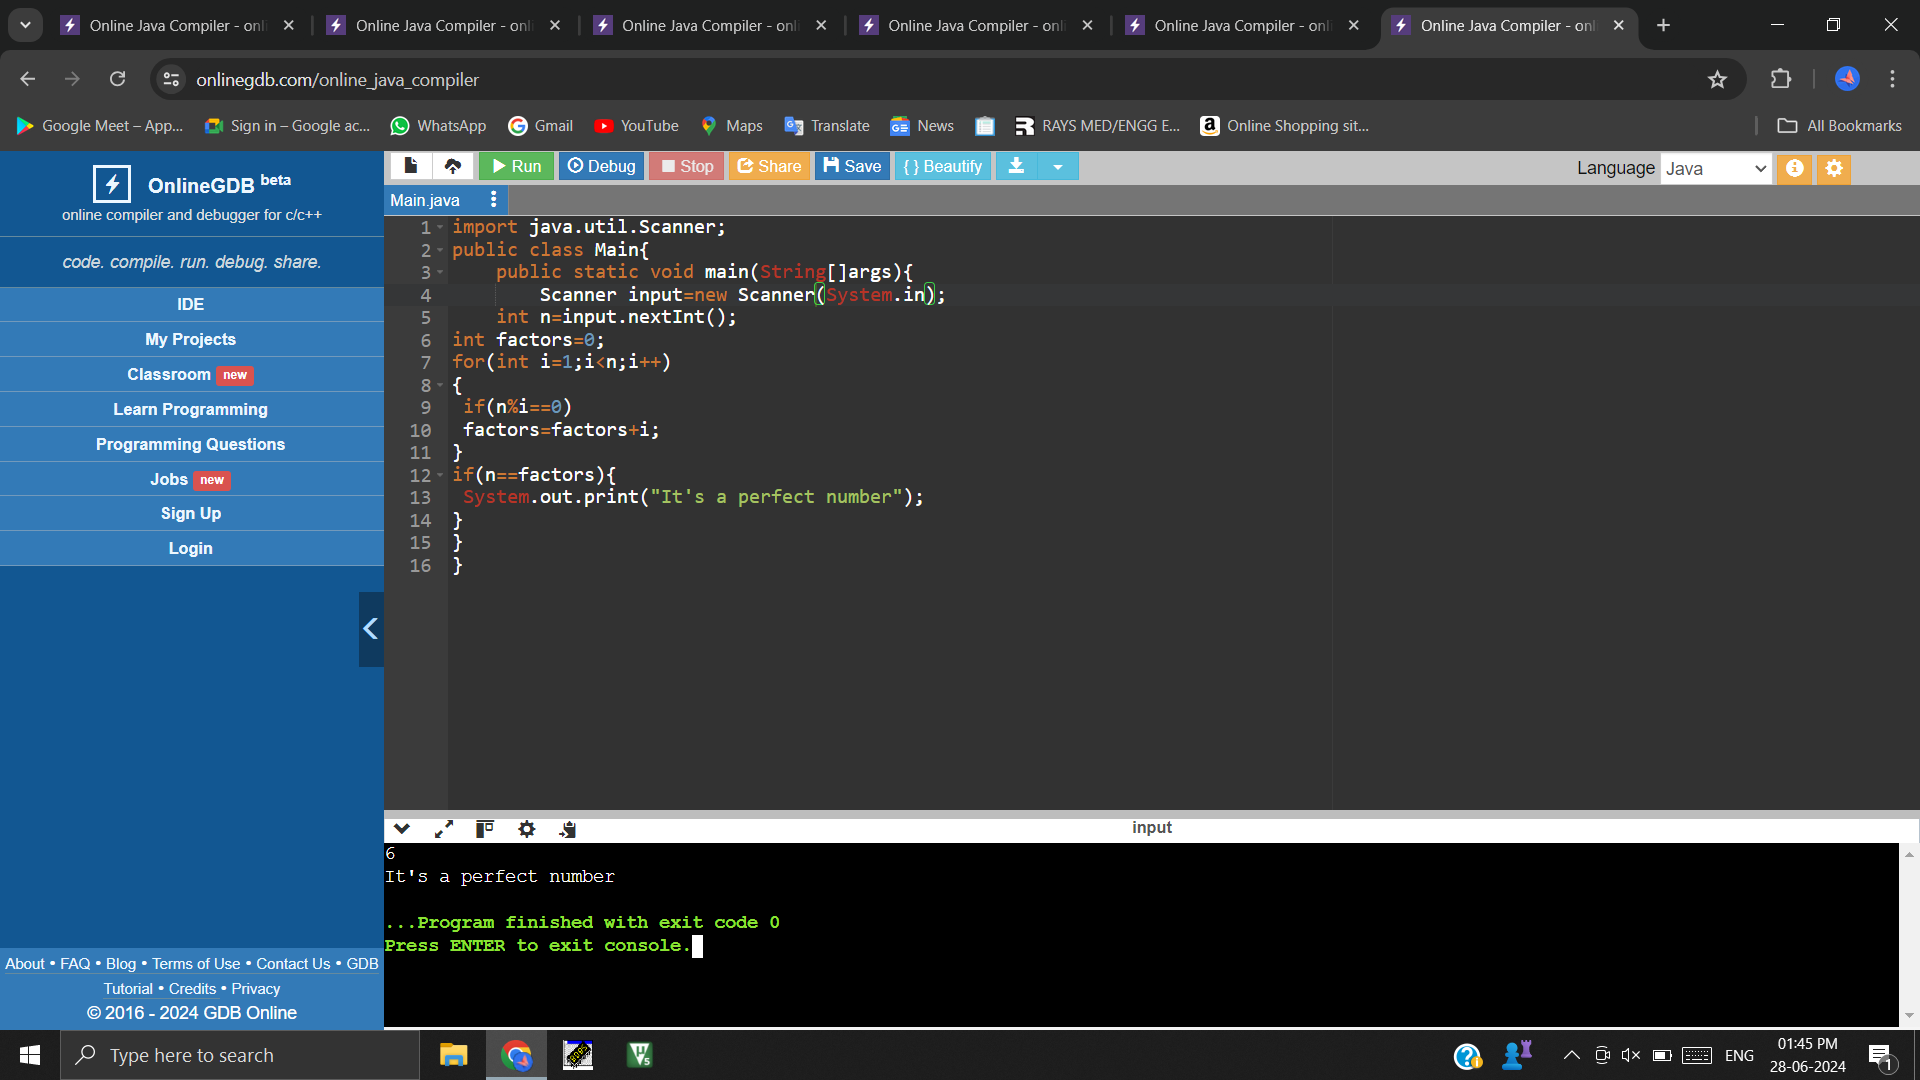 Online Java Compiler - onl
Online Java Compiler - onl
Online Java Compiler - onl
Online Java Compiler - onl
Online Java Compiler - onl
Online Java Compiler - onl
onlinegdb.com/online_java_compiler
Google Meet – App...
Sign in – Google ac...
WhatsApp
Gmail
YouTube
Maps
Translate
News
RAYS MED/ENGG E...
Online Shopping sit...
All Bookmarks
OnlineGDB beta
online compiler and debugger for c/c++
code. compile. run. debug. share.
IDE
My Projects
Classroom new
Learn Programming
Programming Questions
Jobs new
Sign Up
Login
About • FAQ • Blog • Terms of Use • Contact Us • GDB
Tutorial • Credits • Privacy
© 2016 - 2024 GDB Online
Run
Debug
Stop
Share
Save
{ } Beautify
Language Java
Main.java
1 import java.util.Scanner;
2 public class Main{
3 public static void main(String[]args){
4 Scanner input=new Scanner(System.in);
5 int n=input.nextInt();
6 int factors=0;
7 for(int i=1;i<n;i++)
8 {
9 if(n%i==0)
10 factors=factors+i;
11 }
12 if(n==factors){
13 System.out.print("It's a perfect number");
14 }
15 }
16 }
input
6
It's a perfect number
...Program finished with exit code 0
Press ENTER to exit console.
Type here to search
ENG
01:45 PM
28-06-2024
1